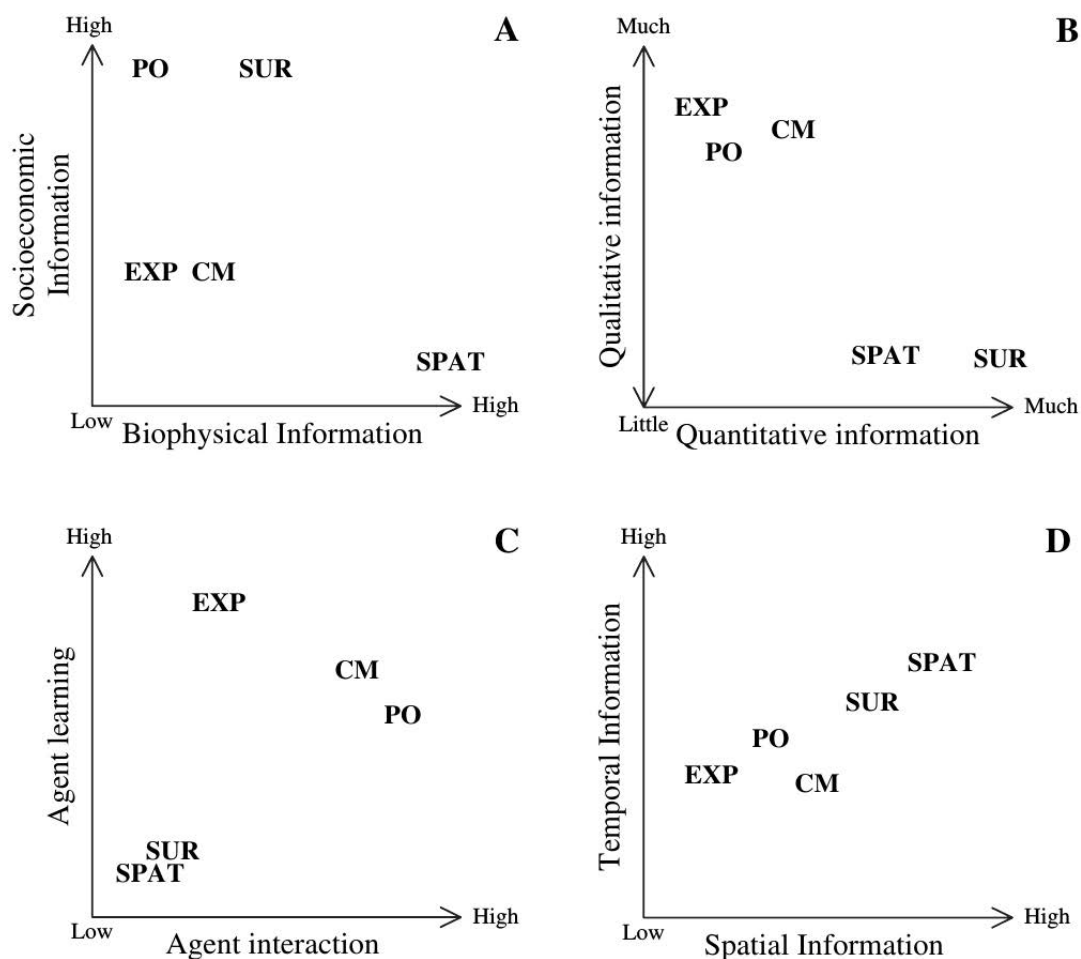 High
A
PO SUR
Socioeconomic
Information
EXP CM
SPAT
Low
High
Biophysical Information
Much
B
EXP
CM
PO
Qualitative information
SPAT SUR
Little
Much
Quantitative information
High
C
EXP
CM
PO
Agent learning
SUR
SPAT
Low
High
Agent interaction
High
D
SPAT
SUR
PO
EXP
CM
Temporal Information
Low
High
Spatial Information